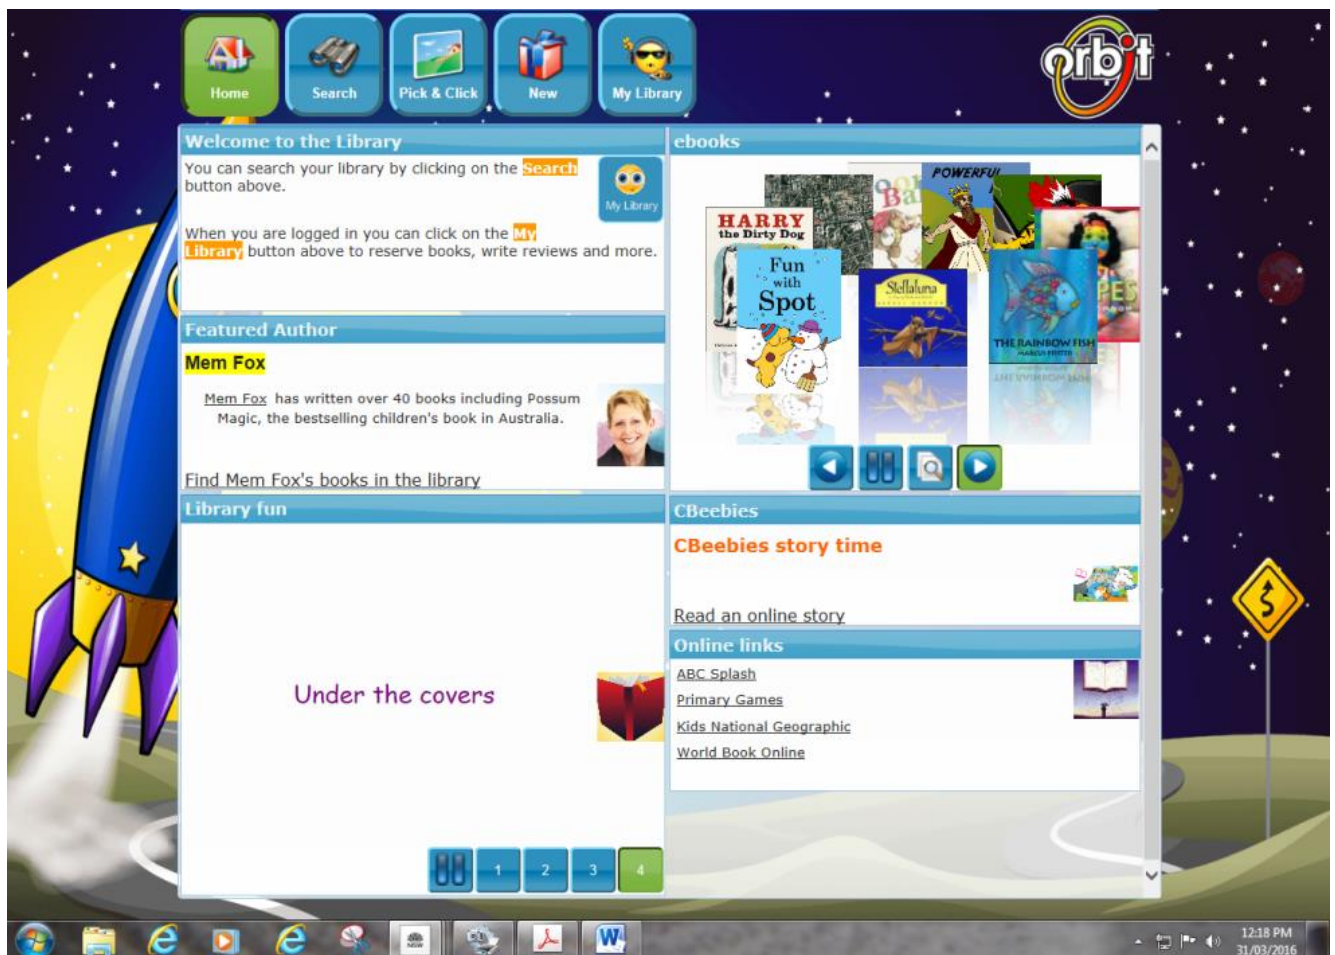 Home
Search
Pick & Click
New
My Library
orbit
Welcome to the Library
You can search your library by clicking on the Search
button above.
My Library
When you are logged in you can click on the My
Library button above to reserve books, write reviews and more.
Featured Author
Mem Fox
Mem Fox has written over 40 books including Possum
Magic, the bestselling children's book in Australia.
Find Mem Fox's books in the library
Library fun
Under the covers
1
2
3
4
ebooks
POWERFUL
HARRY
the Dirty Dog
Fun
with
Spot
Stellaluna
THE RAINBOW FISH
MARCUS PFISTER
CBeebies
CBeebies story time
Read an online story
Online links
ABC Splash
Primary Games
Kids National Geographic
World Book Online
NSW
12:18 PM
31/03/2016